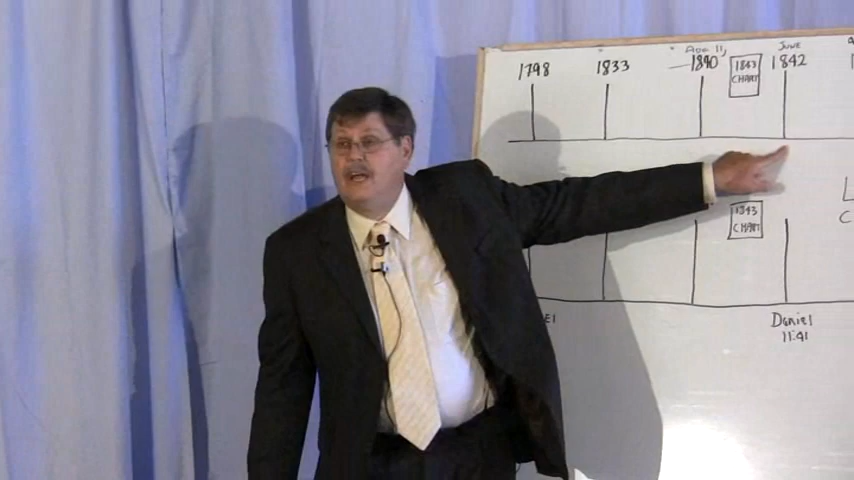 1798
1833
AUG 11,
1840
1843
CHART
JUNE
1842
1843
CHART
Daniel
11:41